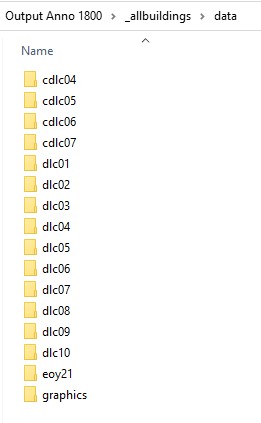 Output Anno 1800 > _allbuildings > data
Name
cdlc04
cdlc05
cdlc06
cdlc07
dlc01
dlc02
dlc03
dlc04
dlc05
dlc06
dlc07
dlc08
dlc09
dlc10
eoy21
graphics